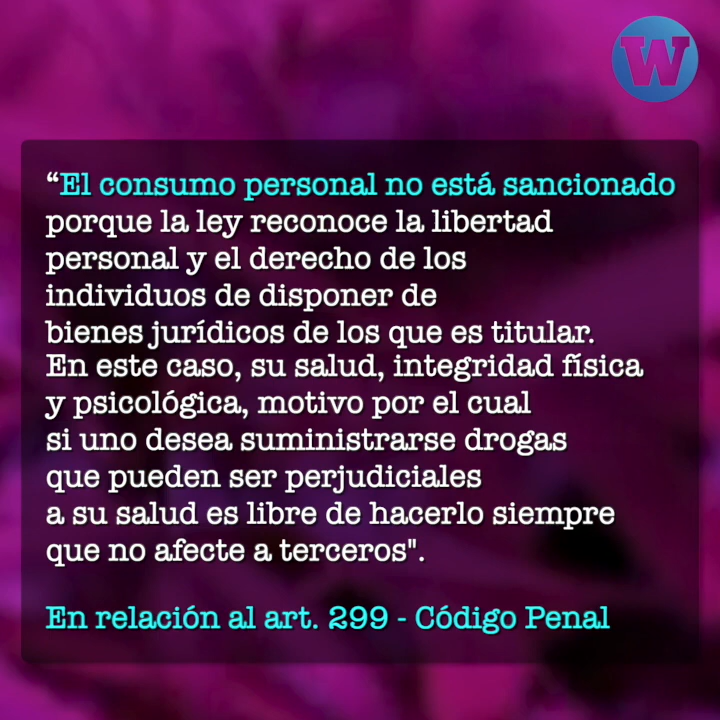 W
“El consumo personal no está sancionado
porque la ley reconoce la libertad
personal y el derecho de los
individuos de disponer de
bienes jurídicos de los que es titular.
En este caso, su salud, integridad física
y psicológica, motivo por el cual
si uno desea suministrarse drogas
que pueden ser perjudiciales
a su salud es libre de hacerlo siempre
que no afecte a terceros".
En relación al art. 299 - Código Penal